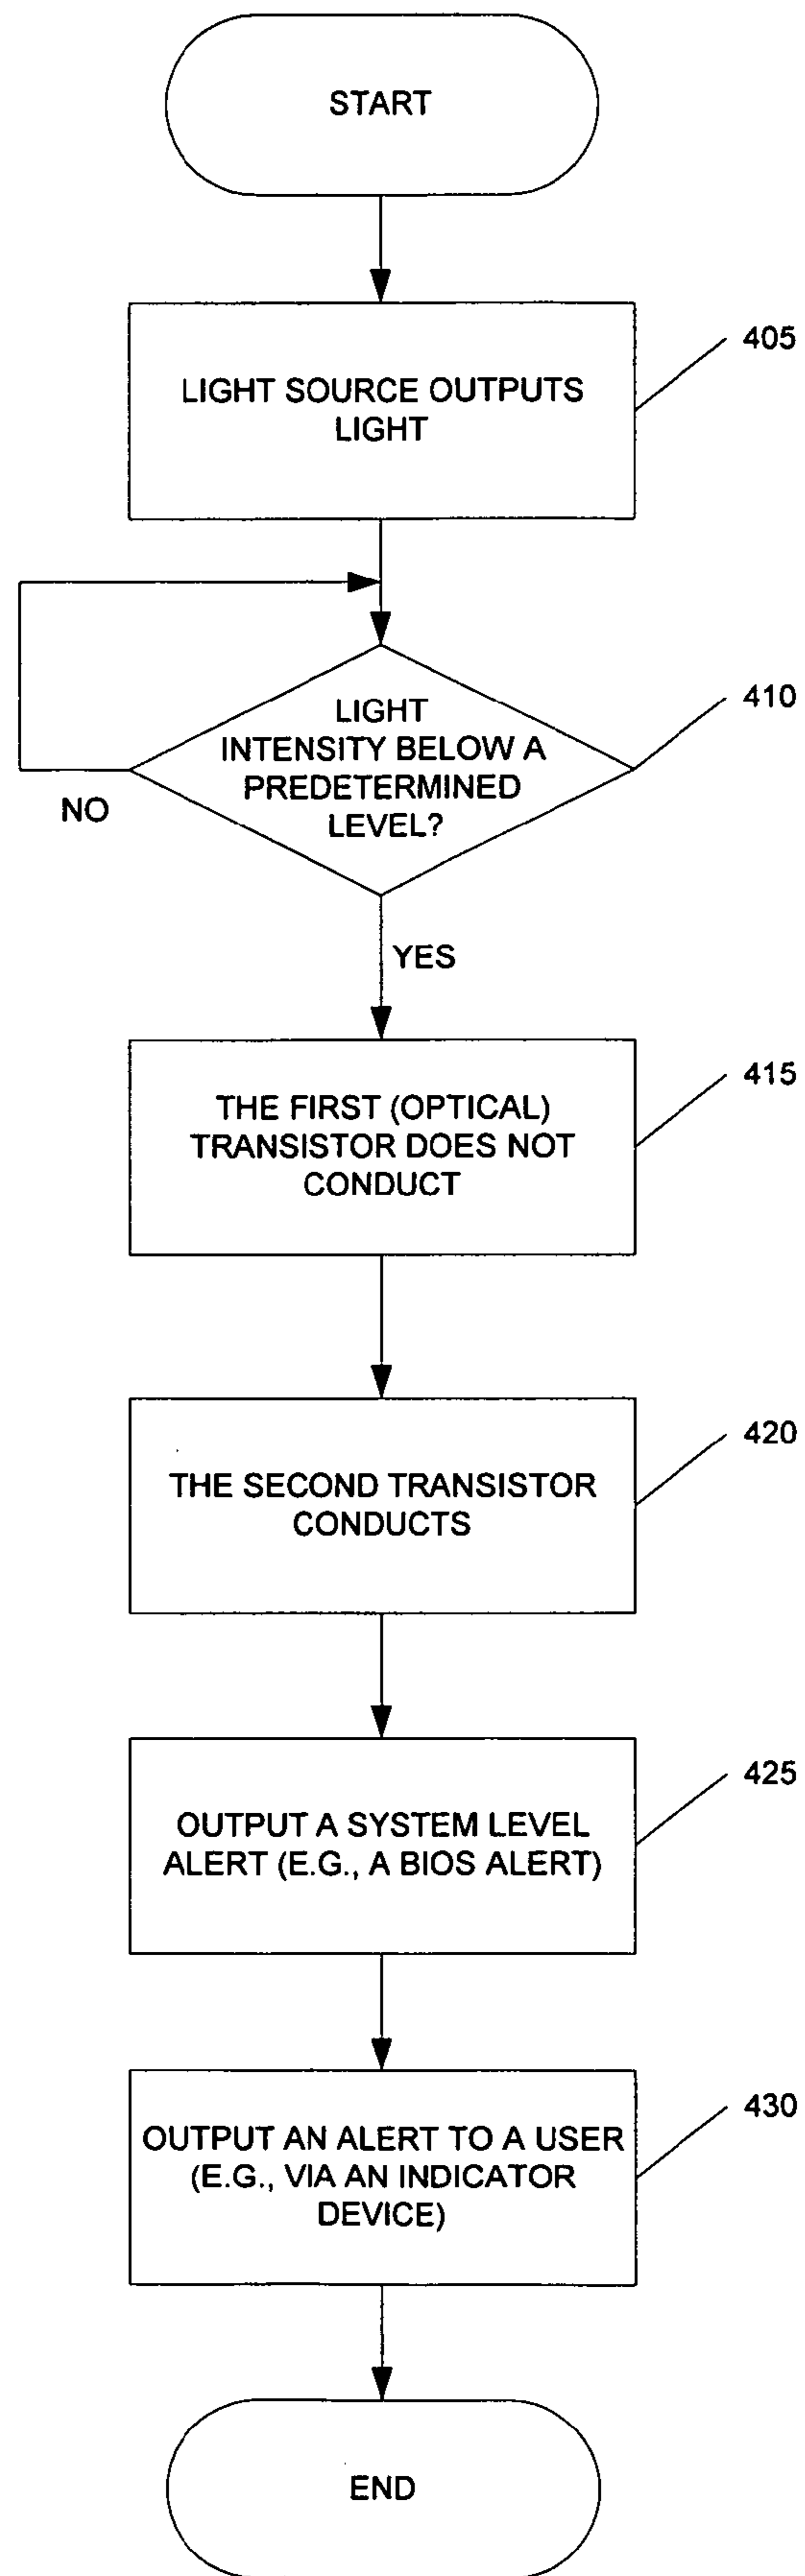 START
405
LIGHT SOURCE OUTPUTS
LIGHT
410
LIGHT
INTENSITY BELOW A
PREDETERMINED
LEVEL?
NO
YES
415
THE FIRST (OPTICAL)
TRANSISTOR DOES NOT
CONDUCT
420
THE SECOND TRANSISTOR
CONDUCTS
425
OUTPUT A SYSTEM LEVEL
ALERT (E.G., A BIOS ALERT)
430
OUTPUT AN ALERT TO A USER
(E.G., VIA AN INDICATOR
DEVICE)
END